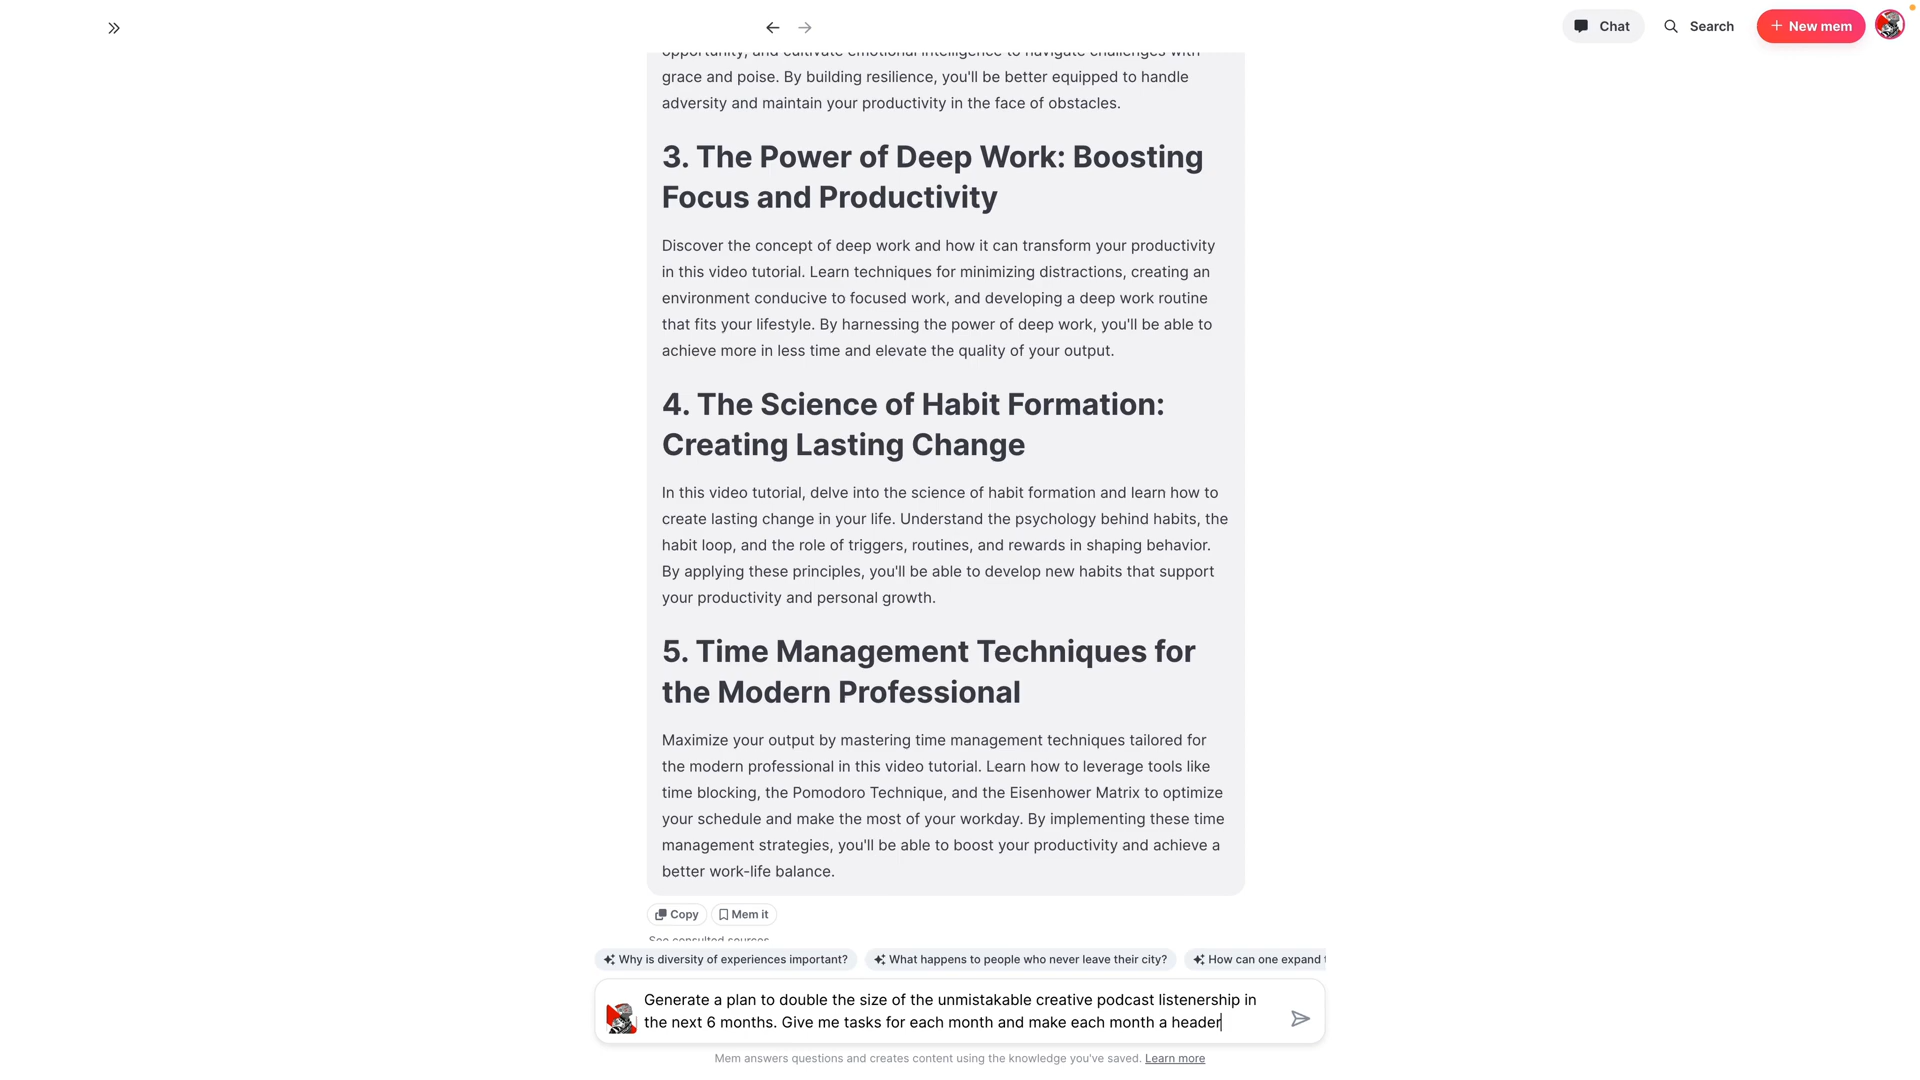 Chat
Search
New mem
opportunity, and cultivate emotional intelligence to navigate challenges with
grace and poise. By building resilience, you'll be better equipped to handle
adversity and maintain your productivity in the face of obstacles.
3. The Power of Deep Work: Boosting
Focus and Productivity
Discover the concept of deep work and how it can transform your productivity
in this video tutorial. Learn techniques for minimizing distractions, creating an
environment conducive to focused work, and developing a deep work routine
that fits your lifestyle. By harnessing the power of deep work, you'll be able to
achieve more in less time and elevate the quality of your output.
4. The Science of Habit Formation:
Creating Lasting Change
In this video tutorial, delve into the science of habit formation and learn how to
create lasting change in your life. Understand the psychology behind habits, the
habit loop, and the role of triggers, routines, and rewards in shaping behavior.
By applying these principles, you'll be able to develop new habits that support
your productivity and personal growth.
5. Time Management Techniques for
the Modern Professional
Maximize your output by mastering time management techniques tailored for
the modern professional in this video tutorial. Learn how to leverage tools like
time blocking, the Pomodoro Technique, and the Eisenhower Matrix to optimize
your schedule and make the most of your workday. By implementing these time
management strategies, you'll be able to boost your productivity and achieve a
better work-life balance.
Copy
Mem it
See consulted sources
Why is diversity of experiences important?
What happens to people who never leave their city?
How can one expand
Generate a plan to double the size of the unmistakable creative podcast listenership in
the next 6 months. Give me tasks for each month and make each month a header
Mem answers questions and creates content using the knowledge you've saved. Learn more